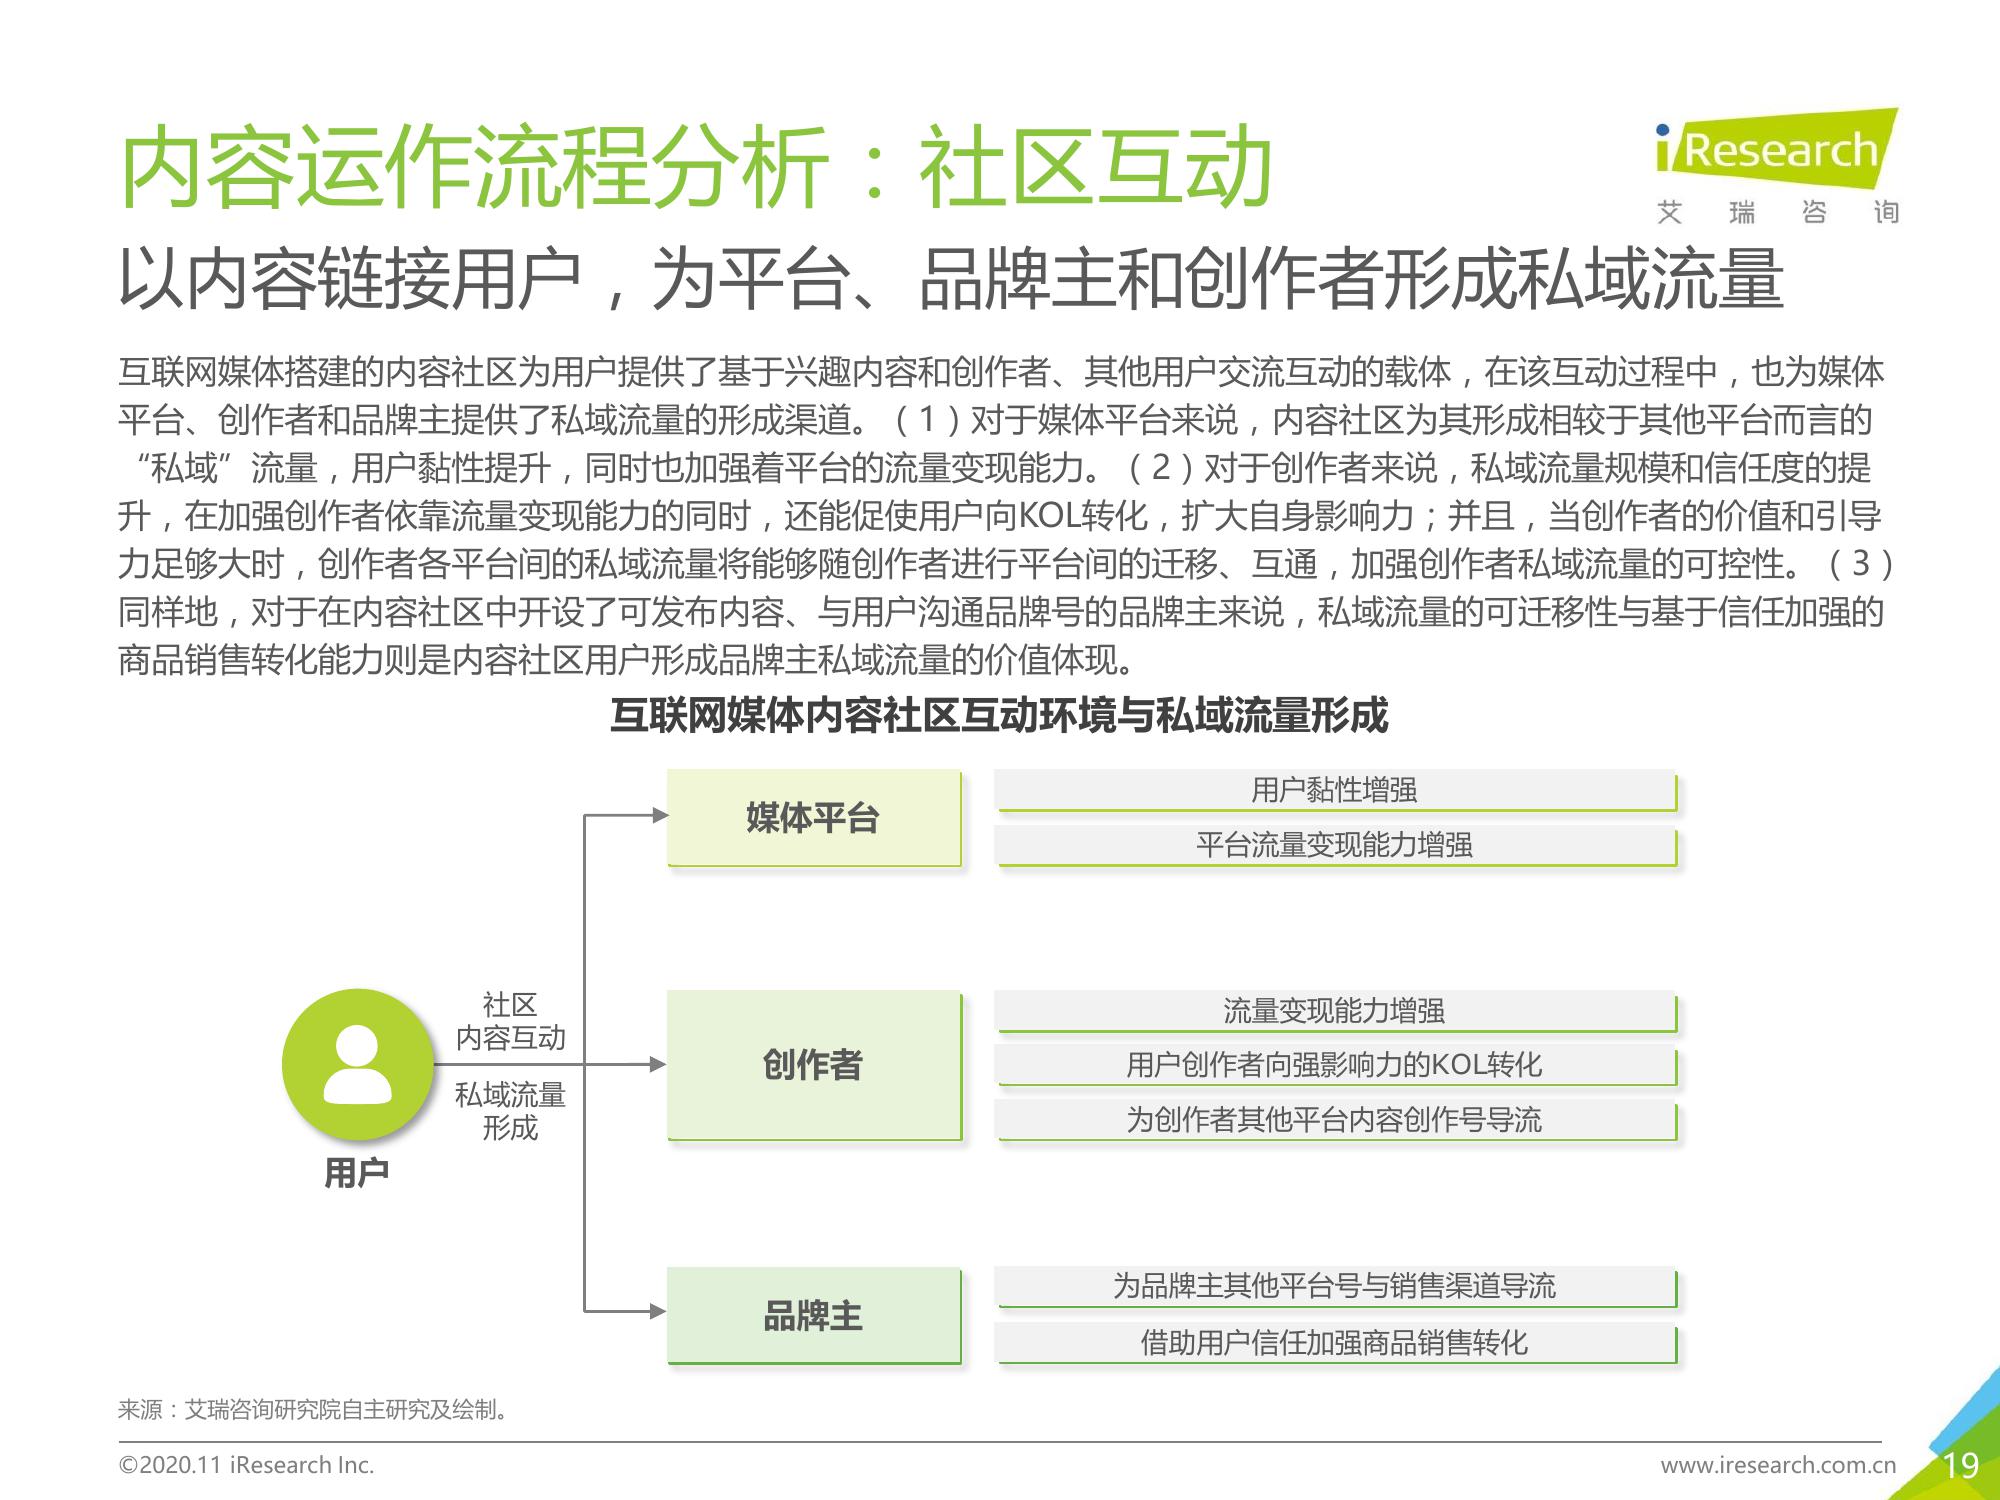 内容运作流程分析：社区互动
iResearch
艾瑞咨询
以内容链接用户，为平台、品牌主和创作者形成私域流量
互联网媒体搭建的内容社区为用户提供了基于兴趣内容和创作者、其他用户交流互动的载体，在该互动过程中，也为媒体
平台、创作者和品牌主提供了私域流量的形成渠道。（1）对于媒体平台来说，内容社区为其形成相较于其他平台而言的
“私域”流量，用户黏性提升，同时也加强着平台的流量变现能力。（2）对于创作者来说，私域流量规模和信任度的提
升，在加强创作者依靠流量变现能力的同时，还能促使用户向KOL转化，扩大自身影响力；并且，当创作者的价值和引导
力足够大时，创作者各平台间的私域流量将能够随创作者进行平台间的迁移、互通，加强创作者私域流量的可控性。（3）
同样地，对于在内容社区中开设了可发布内容、与用户沟通品牌号的品牌主来说，私域流量的可迁移性与基于信任加强的
商品销售转化能力则是内容社区用户形成品牌主私域流量的价值体现。
互联网媒体内容社区互动环境与私域流量形成
媒体平台
用户黏性增强
平台流量变现能力增强
社区
内容互动
私域流量
形成
用户
创作者
流量变现能力增强
用户创作者向强影响力的KOL转化
为创作者其他平台内容创作号导流
品牌主
为品牌主其他平台号与销售渠道导流
借助用户信任加强商品销售转化
来源：艾瑞咨询研究院自主研究及绘制。
©2020.11 iResearch Inc.
www.iresearch.com.cn
19